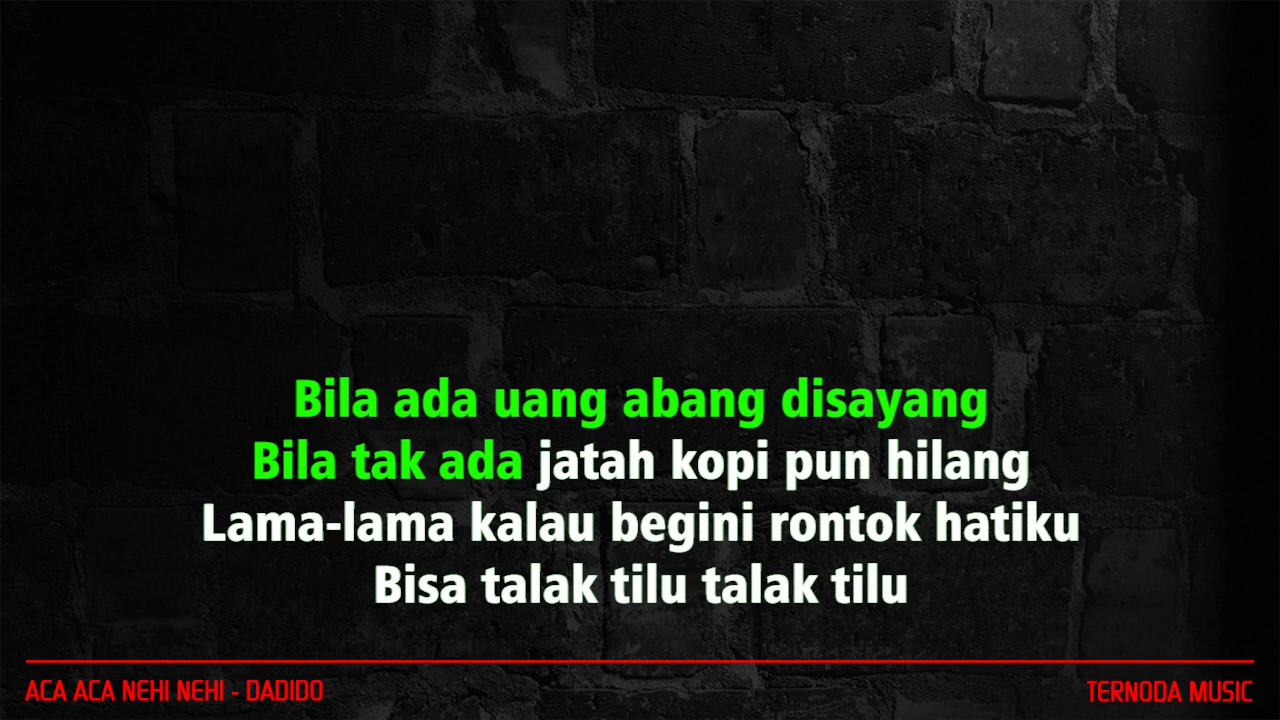 Bila ada uang abang disayang
Bila tak ada jatah kopi pun hilang
Lama-lama kalau begini rontok hatiku
Bisa talak tilu talak tilu
ACA ACA NEHI NEHI - DADIDO
TERNODA MUSIC